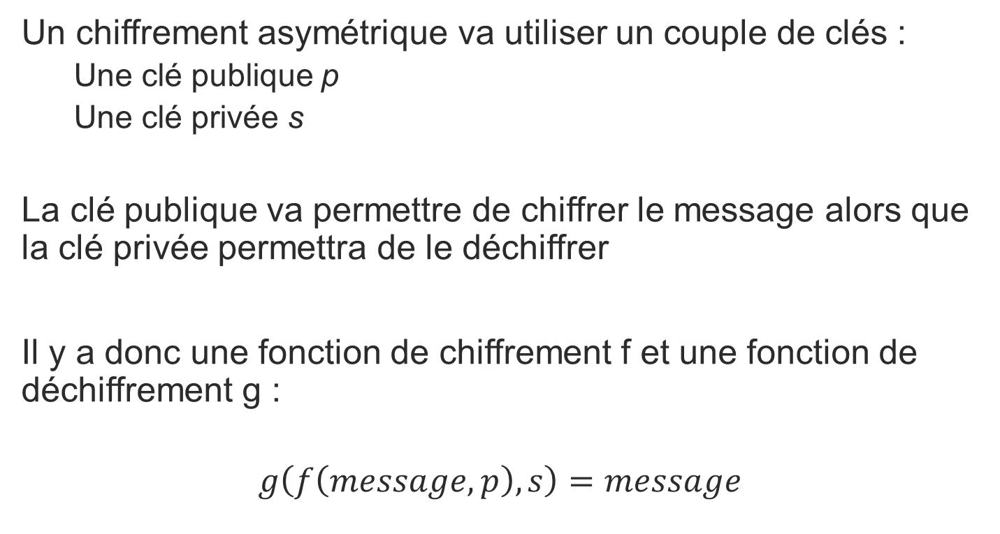 Un chiffrement asymétrique va utiliser un couple de clés :
Une clé publique p
Une clé privée s
La clé publique va permettre de chiffrer le message alors que
la clé privée permettra de le déchiffrer
Il y a donc une fonction de chiffrement f et une fonction de
déchiffrement g :
g(f(message,p),s) = message